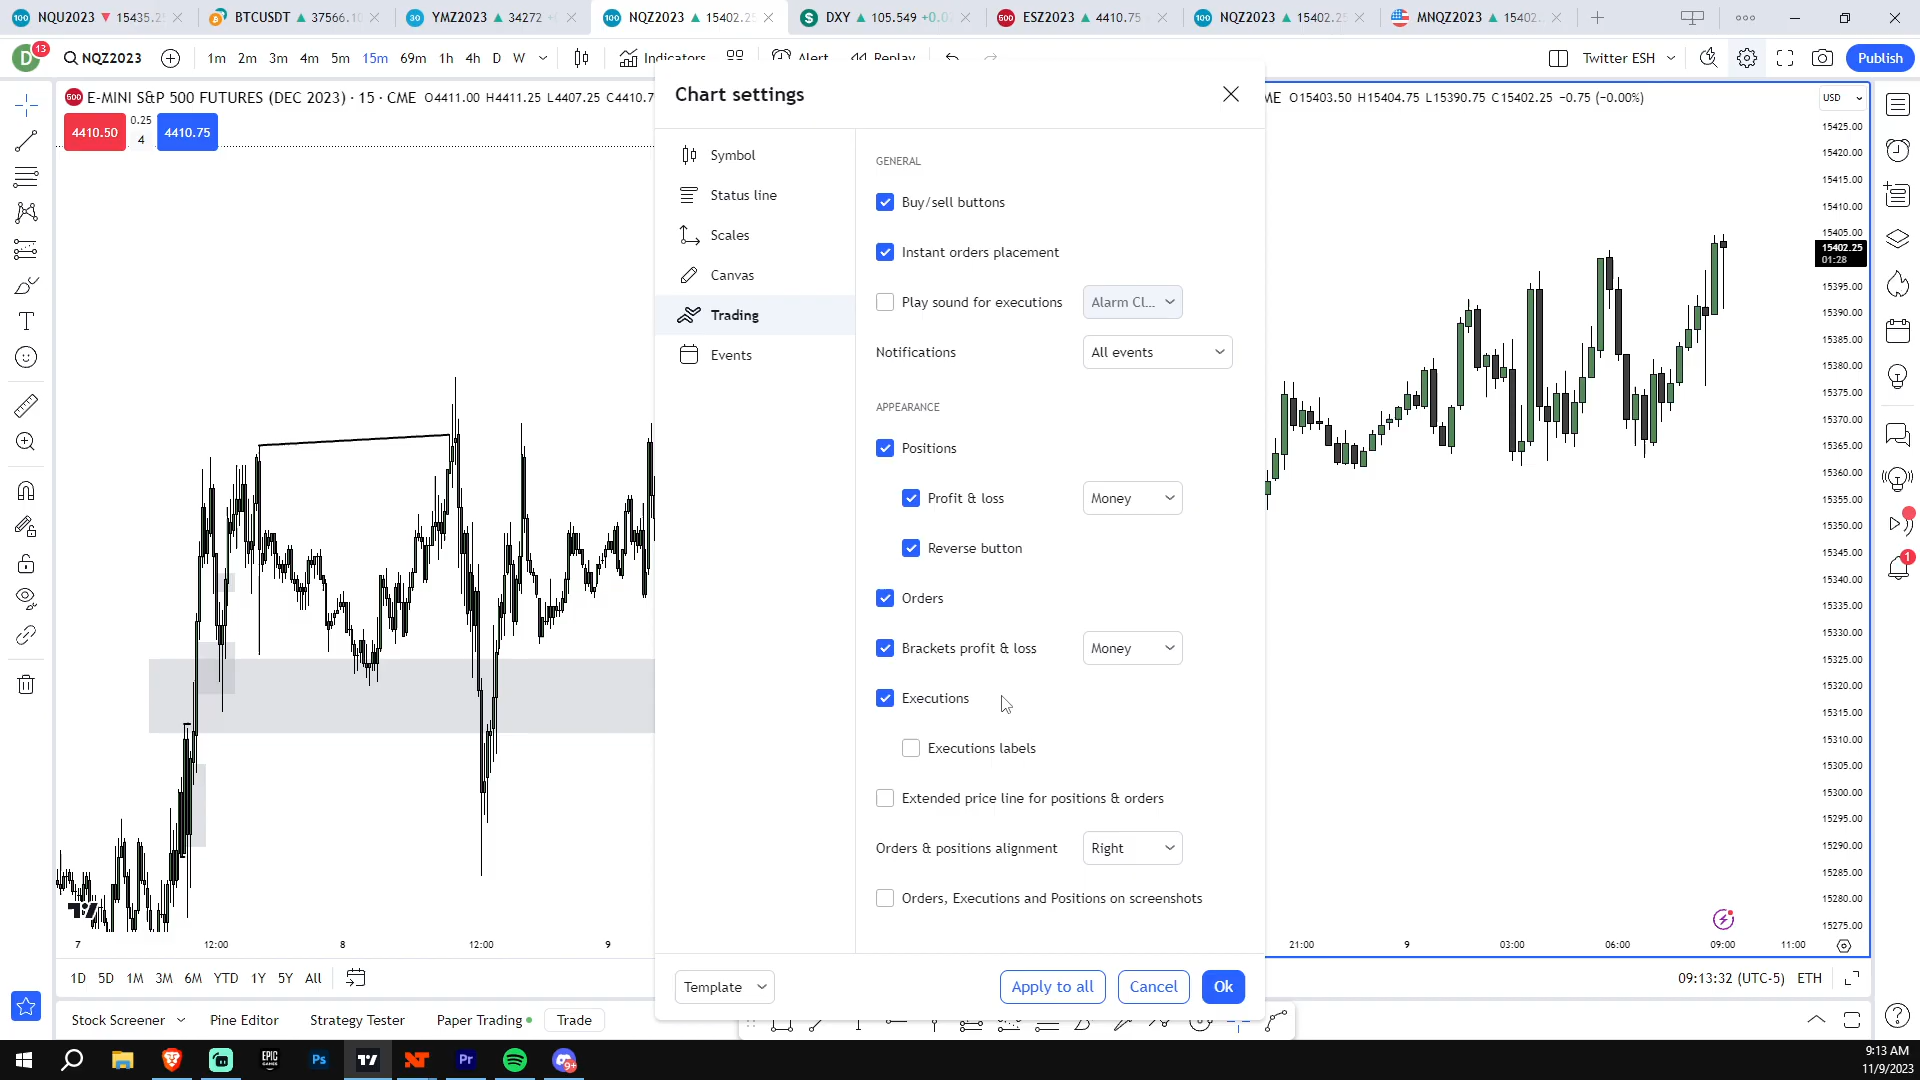 NQU2023 ▼ 15435.25
BTCUSDT ▲ 37566.1
YMZ2023 ▲ 34272
NQZ2023 ▲ 15402.25
DXY ▲ 105.549 +0.0
ESZ2023 ▲ 4410.75
NQZ2023 ▲ 15402.25
MNQZ2023 ▲ 15402.
D 13
NQZ2023
1m 2m 3m 4m 5m 15m 69m 1h 4h D W
Indicators
Alert
Replay
Twitter ESH
Publish
E-MINI S&P 500 FUTURES (DEC 2023) · 15 · CME O4411.00 H4411.25 L4407.25 C4410.7
4410.50
0.25
4
4410.75
ME O15403.50 H15404.75 L15390.75 C15402.25 −0.75 (−0.00%)
USD
Chart settings
Symbol
Status line
Scales
Canvas
Trading
Events
GENERAL
Buy/sell buttons
Instant orders placement
Play sound for executions
Alarm Cl...
Notifications
All events
APPEARANCE
Positions
Profit & loss
Money
Reverse button
Orders
Brackets profit & loss
Money
Executions
Executions labels
Extended price line for positions & orders
Orders & positions alignment
Right
Orders, Executions and Positions on screenshots
Template
Apply to all
Cancel
Ok
15425.00
15420.00
15415.00
15410.00
15405.00
15402.25
01:28
15395.00
15390.00
15385.00
15380.00
15375.00
15370.00
15365.00
15360.00
15355.00
15350.00
15345.00
15340.00
15335.00
15330.00
15325.00
15320.00
15315.00
15310.00
15305.00
15300.00
15295.00
15290.00
15285.00
15280.00
15275.00
1
7 12:00 8 12:00 9
21:00 9 03:00 06:00 09:00 11:00
1D 5D 1M 3M 6M YTD 1Y 5Y All
09:13:32 (UTC-5) ETH
Stock Screener
Pine Editor
Strategy Tester
Paper Trading
Trade
EPIC
GAMES
Ps
Pr
9+
9:13 AM
11/9/2023